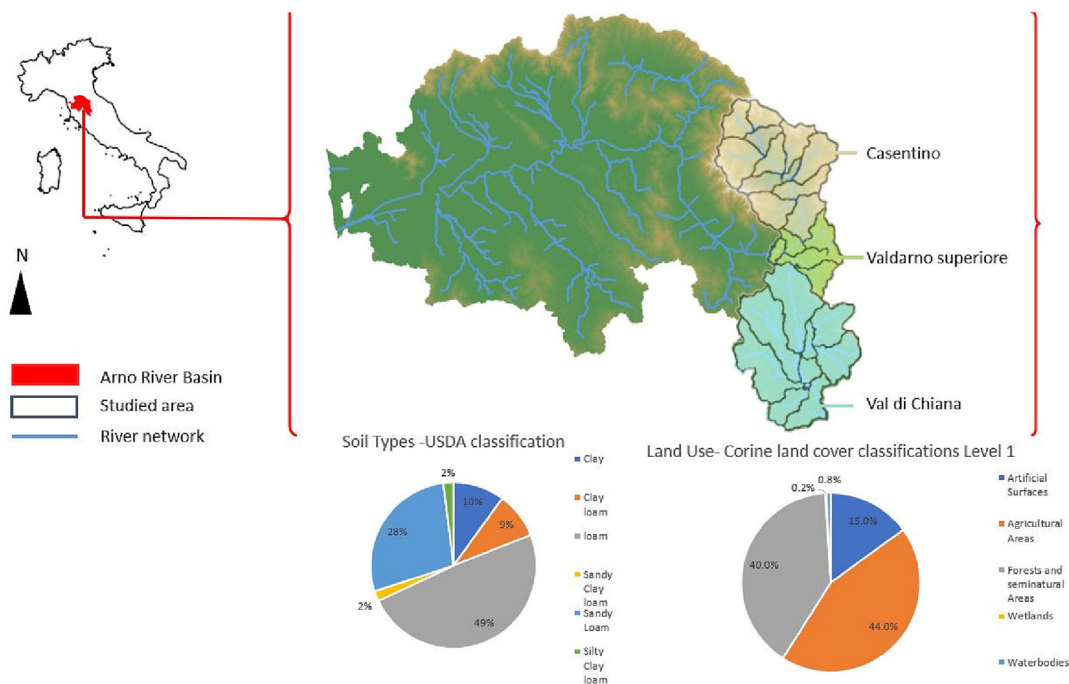 Casentino
Valdarno superiore
Val di Chiana
N
Arno River Basin
Studied area
River network
Soil Types -USDA classification
2%
10%
9%
28%
2%
49%
Clay
Clay
loam
loam
Sandy
Clay
loam
Sandy
Loam
Silty
Clay
loam
Land Use- Corine land cover classifications Level 1
0.2%
0.8%
15.0%
40.0%
44.0%
Artificial
Surfaces
Agricultural
Areas
Forests and
seminatural
Areas
Wetlands
Waterbodies